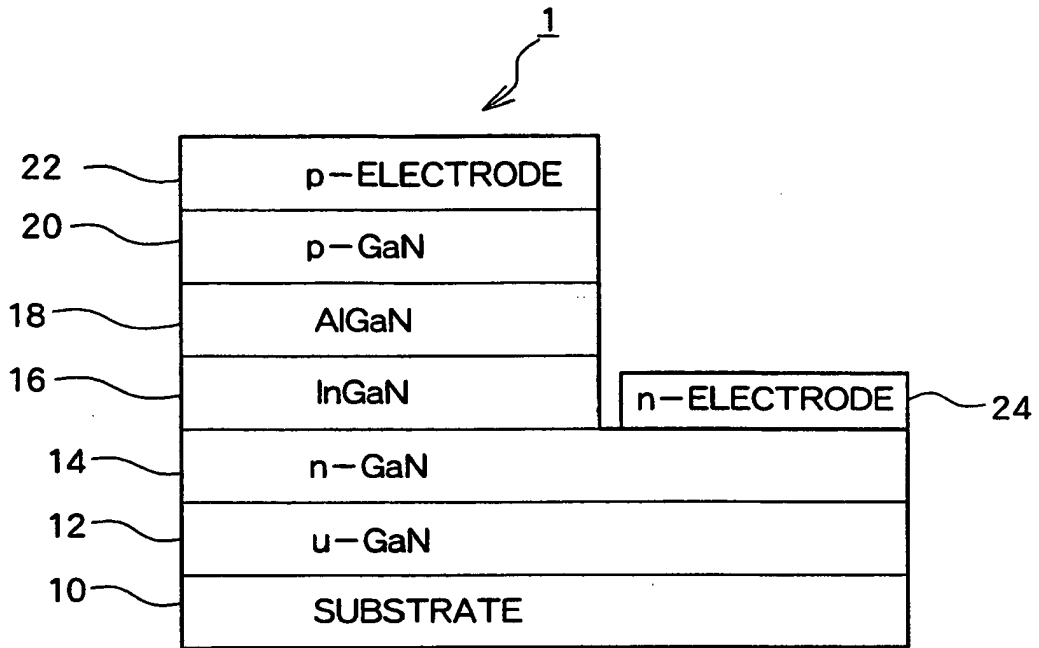 1
22 p-ELECTRODE
20 p-GaN
18 AlGaN
16 InGaN
n-ELECTRODE 24
14 n-GaN
12 u-GaN
10 SUBSTRATE